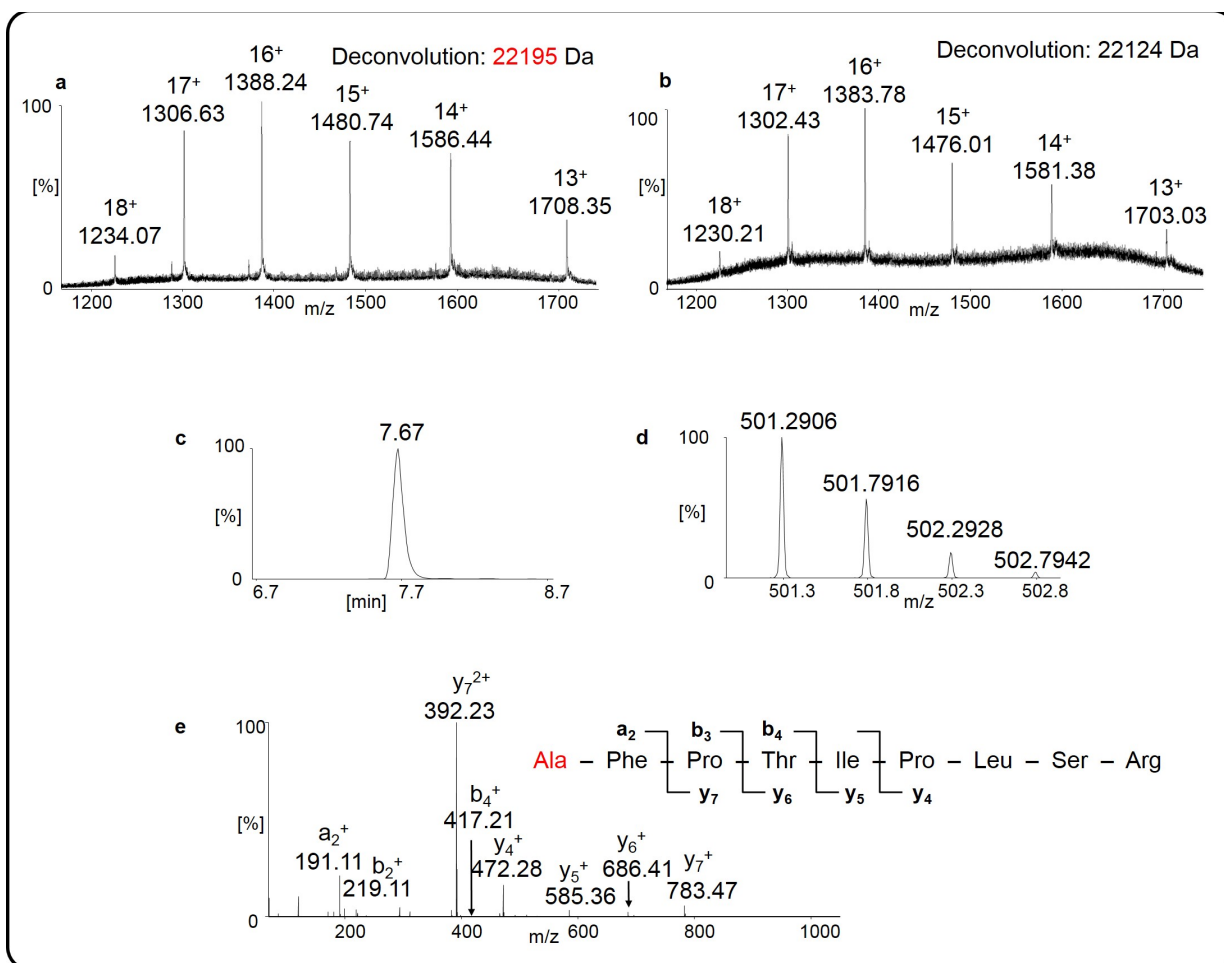 a
Deconvolution: 22195 Da
18⁺
1234.07
17⁺
1306.63
16⁺
1388.24
15⁺
1480.74
14⁺
1586.44
13⁺
1708.35
100
[%]
0
1200 1300 1400 1500 1600 1700
m/z
b
Deconvolution: 22124 Da
18⁺
1230.21
17⁺
1302.43
16⁺
1383.78
15⁺
1476.01
14⁺
1581.38
13⁺
1703.03
100
[%]
0
1200 1300 1400 1500 1600 1700
m/z
c
7.67
100
[%]
0
6.7 7.7 8.7
[min]
d
501.2906
501.7916
502.2928
502.7942
100
[%]
0
501.3 501.8 502.3 502.8
m/z
e
100
[%]
0
a₂⁺
191.11
b₂⁺
219.11
y₇²⁺
392.23
b₄⁺
417.21
y₄⁺
472.28
y₅⁺
585.36
y₆⁺
686.41
y₇⁺
783.47
200 400 600 800 1000
m/z
a₂ b₃ b₄
Ala – Phe – Pro – Thr – Ile – Pro – Leu – Ser – Arg
y₇ y₆ y₅ y₄